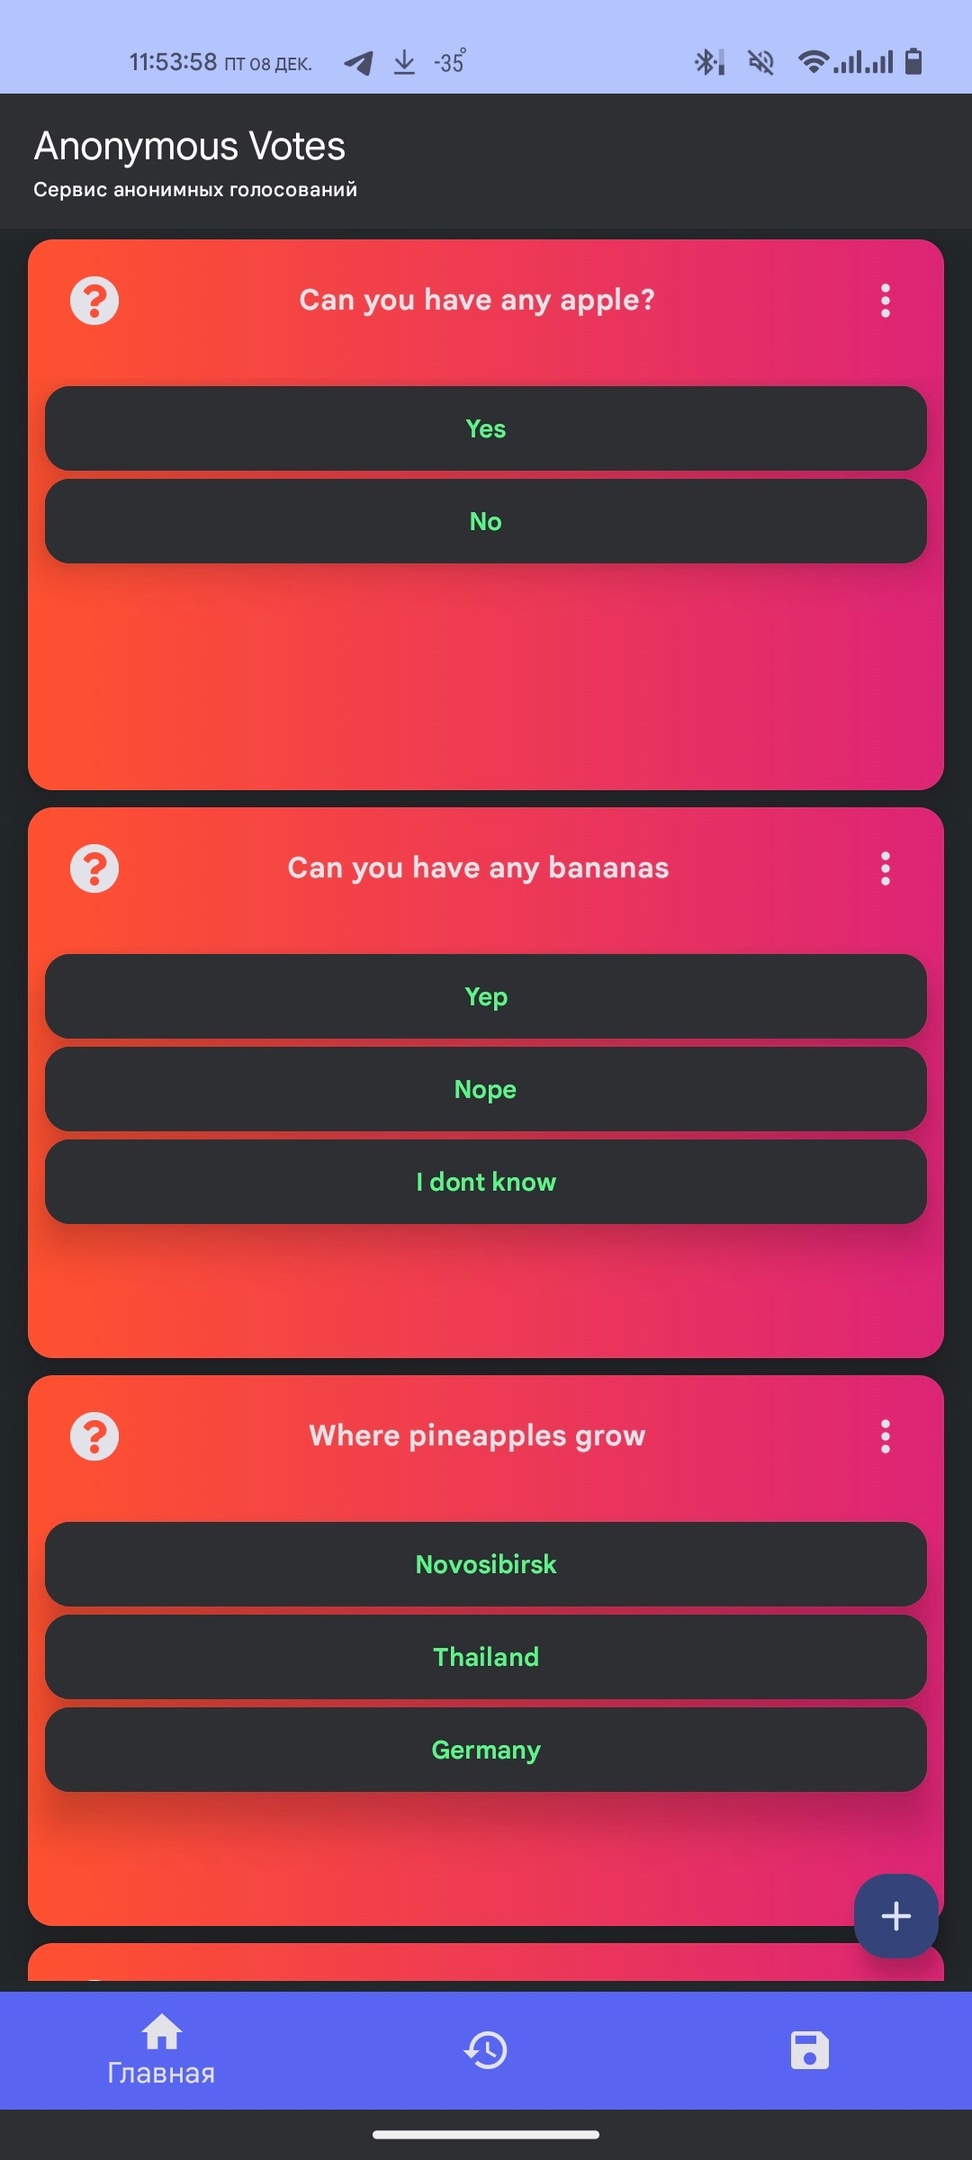 11:53:58 ПТ 08 ДЕК. -35°
Anonymous Votes
Сервис анонимных голосований
Can you have any apple?
Yes
No
Can you have any bananas
Yep
Nope
I dont know
Where pineapples grow
Novosibirsk
Thailand
Germany
Главная